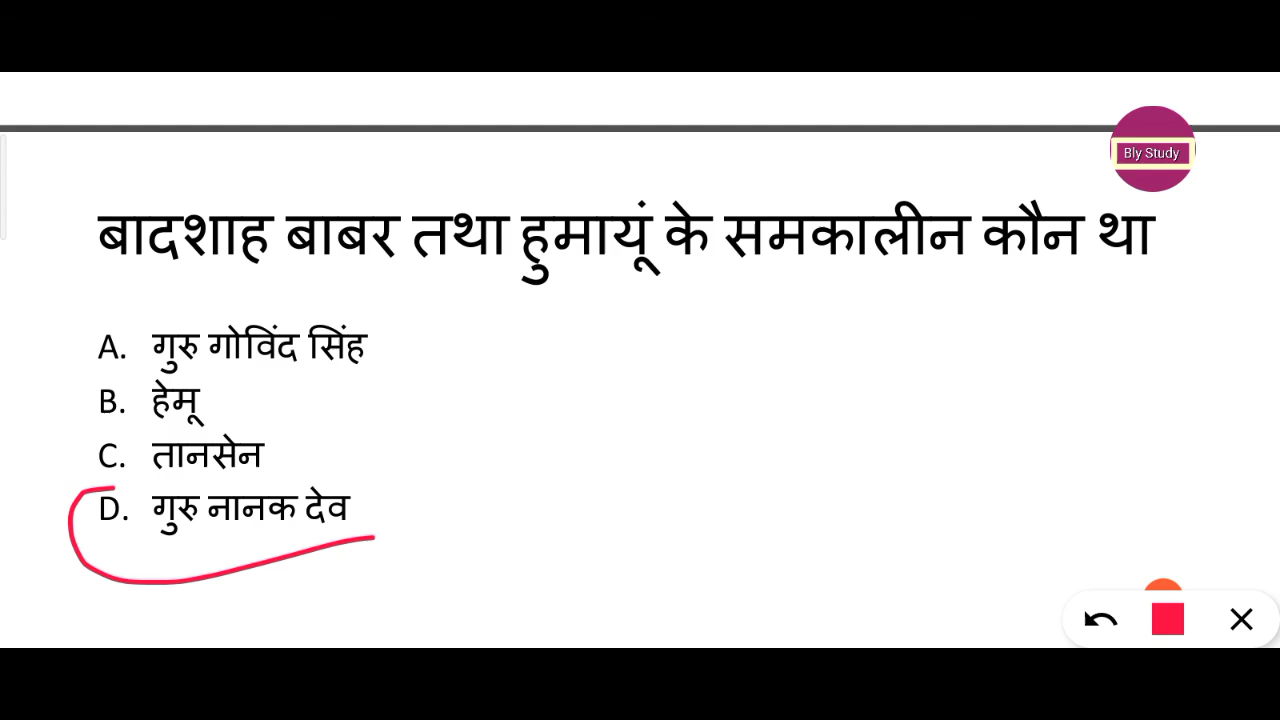 Bly Study
बादशाह बाबर तथा हुमायूं के समकालीन कौन था
A. गुरु गोविंद सिंह
B. हेमू
C. तानसेन
D. गुरु नानक देव